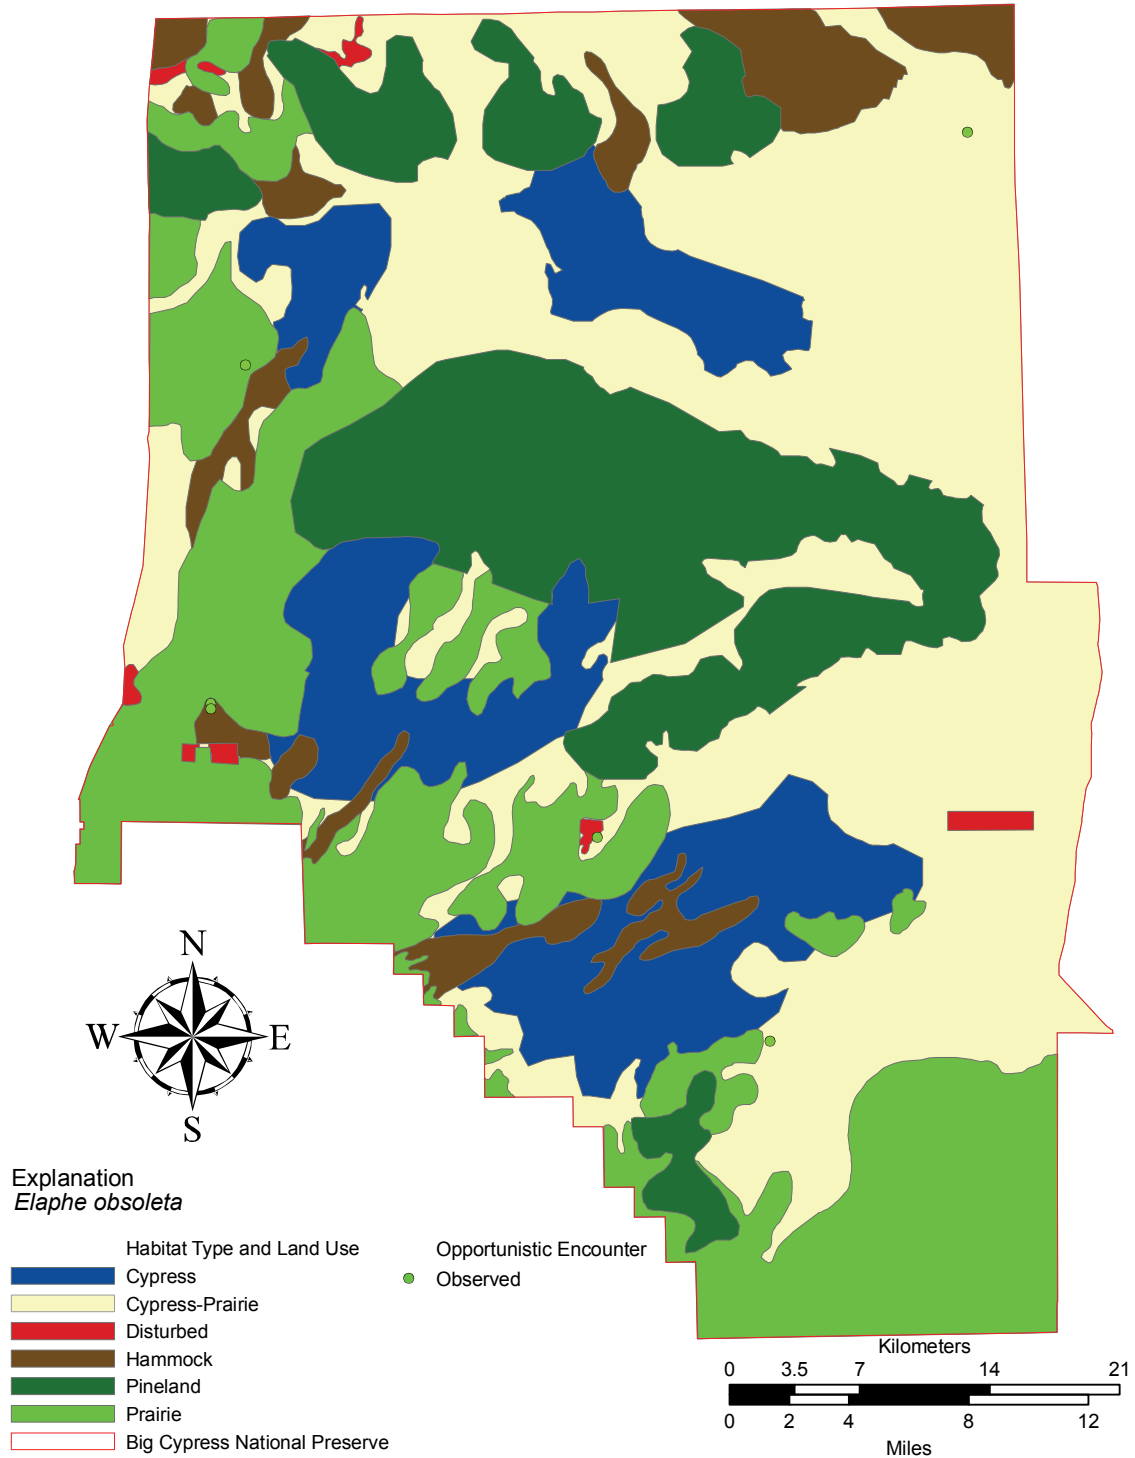 N
W E
S
Explanation
Elaphe obsoleta
Habitat Type and Land Use
Cypress
Cypress-Prairie
Disturbed
Hammock
Pineland
Prairie
Big Cypress National Preserve
Opportunistic Encounter
Observed
Kilometers
0 3.5 7 14 21
0 2 4 8 12
Miles